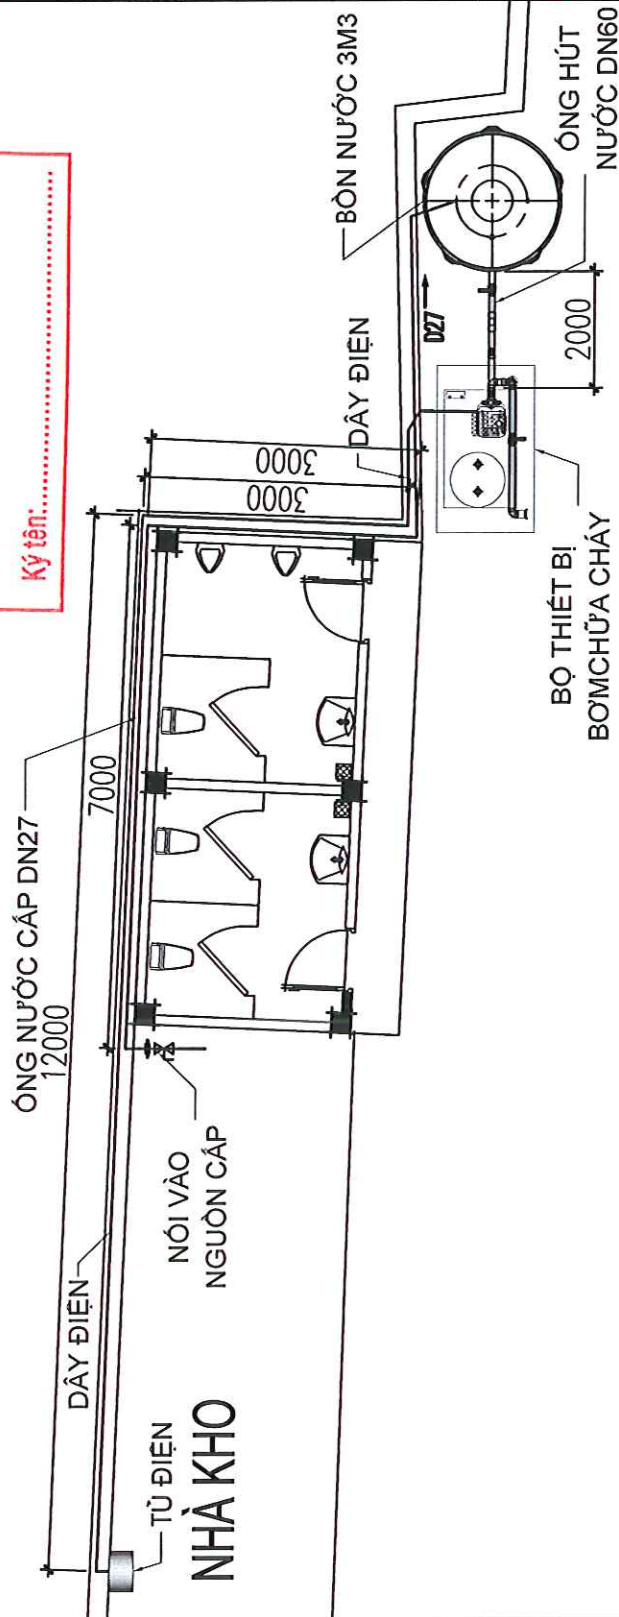 Ký tên:..............................
ỐNG NƯỚC CẤP DN27
12000
7000
DÂY ĐIỆN
TỦ ĐIỆN
NHÀ KHO
NỐI VÀO
NGUỒN CẤP
3000
3000
BỒN NƯỚC 3M3
DÂY ĐIỆN
D27
2000
ỐNG HÚT
NƯỚC DN60
BỘ THIẾT BỊ
BƠMCHỮA CHÁY